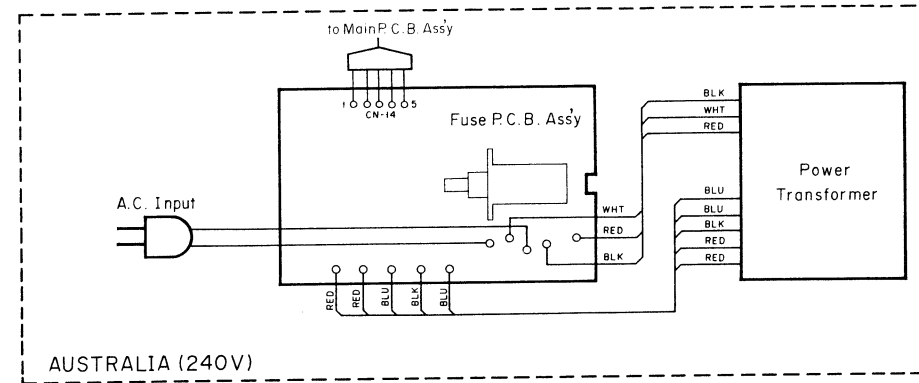 to Main P.C.B. Ass'y
1 5
CN-14
Fuse P.C.B. Ass'y
A.C. Input
WHT
RED
BLK
RED
RED
BLU
BLK
BLU
BLK
WHT
RED
BLU
BLU
BLK
RED
RED
Power
Transformer
AUSTRALIA (240V)